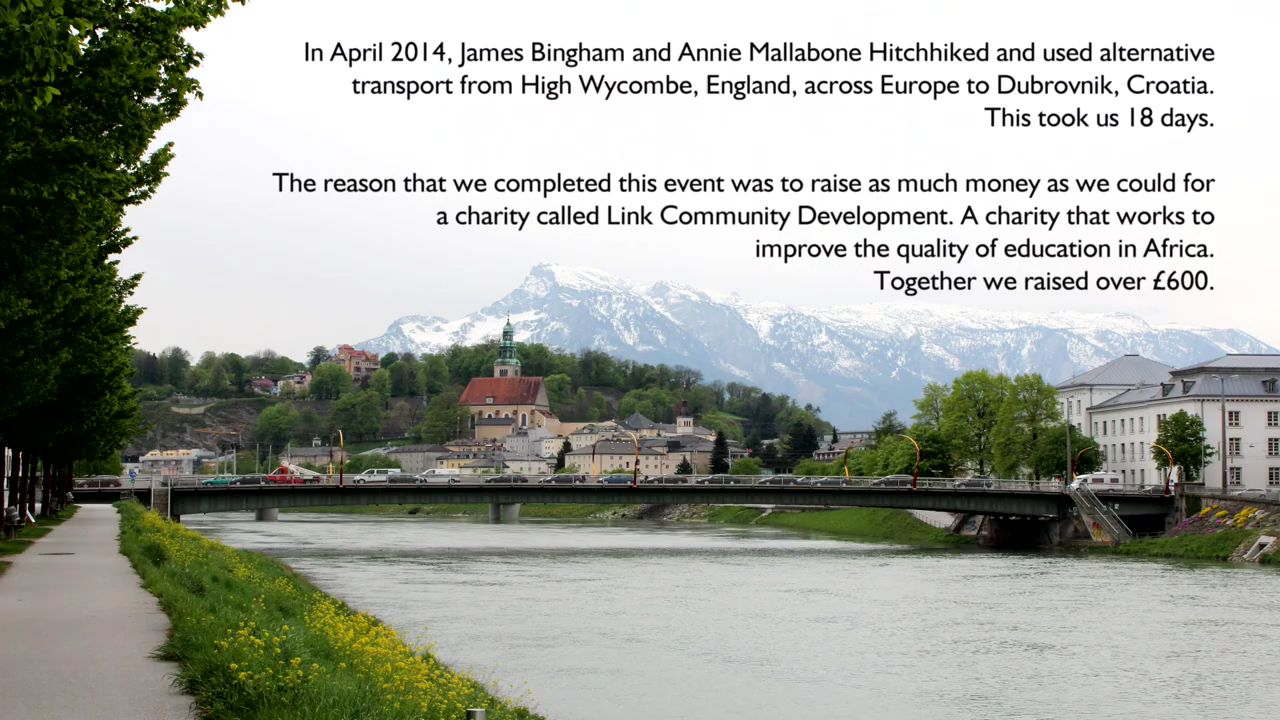 In April 2014, James Bingham and Annie Mallabone Hitchhiked and used alternative
transport from High Wycombe, England, across Europe to Dubrovnik, Croatia.
This took us 18 days.
The reason that we completed this event was to raise as much money as we could for
a charity called Link Community Development. A charity that works to
improve the quality of education in Africa.
Together we raised over £600.